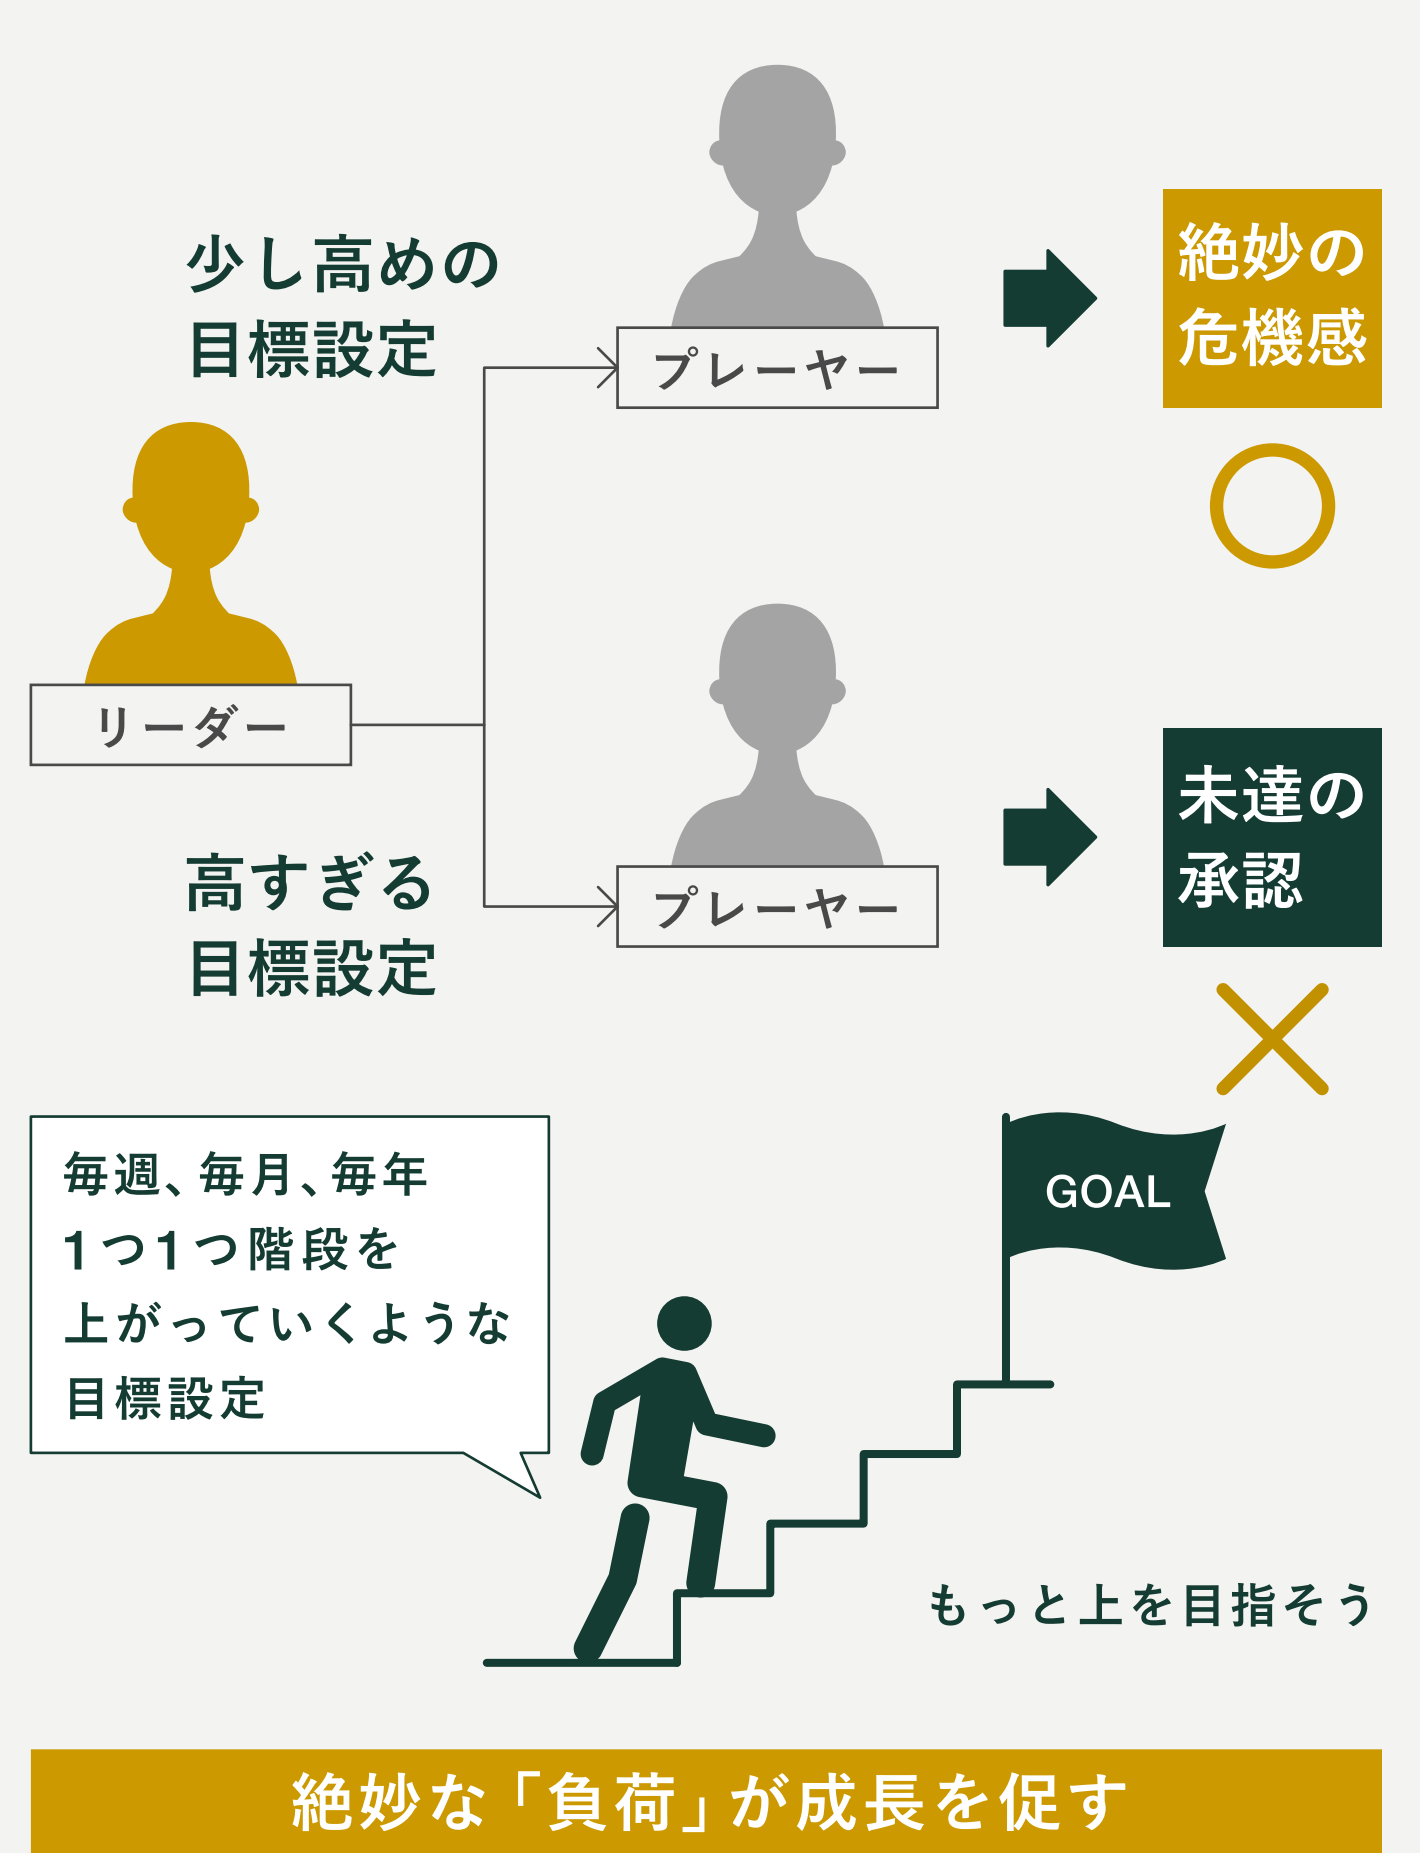 少し高めの
目標設定
プレーヤー
絶妙の
危機感
リーダー
高すぎる
目標設定
プレーヤー
未達の
承認
毎週、毎月、毎年
1つ1つ階段を
上がっていくような
目標設定
GOAL
もっと上を目指そう
絶妙な「負荷」が成長を促す